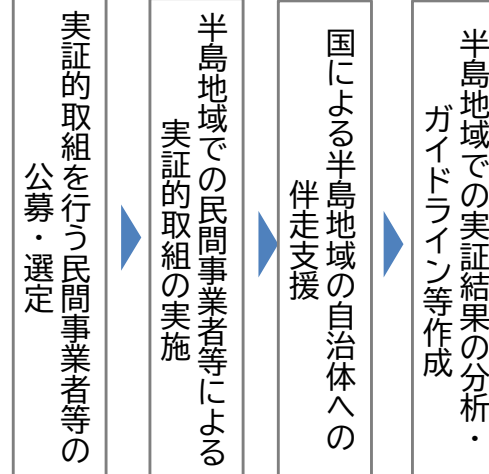 実証的取組を行う民間事業者等の
公募・選定
半島地域での民間事業者等による
実証的取組の実施
国による半島地域の自治体への
伴走支援
半島地域での実証結果の分析・
ガイドライン等作成